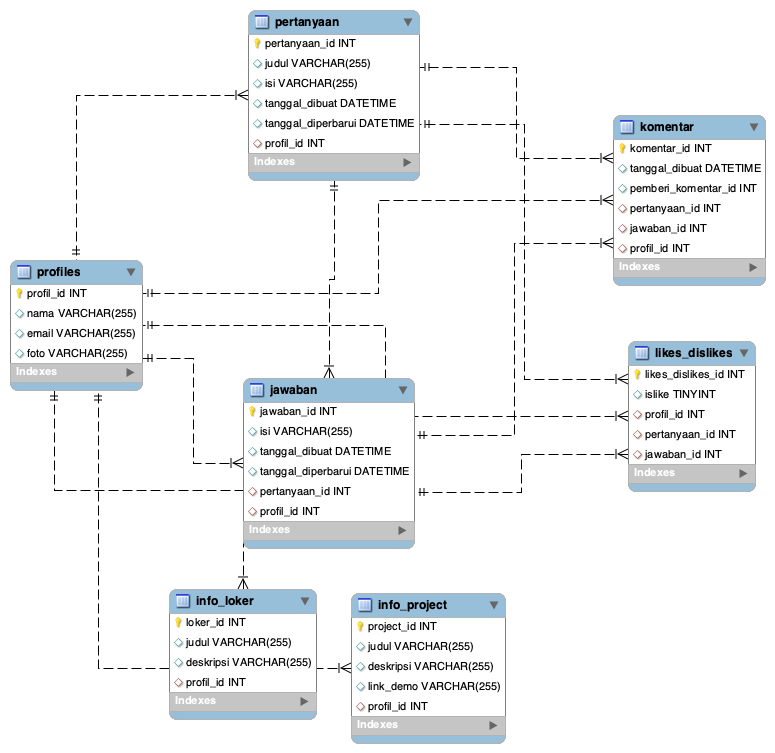 pertanyaan
pertanyaan_id INT
judul VARCHAR(255)
isi VARCHAR(255)
tanggal_dibuat DATETIME
tanggal_diperbarui DATETIME
profil_id INT
Indexes
komentar
komentar_id INT
tanggal_dibuat DATETIME
pemberi_komentar_id INT
pertanyaan_id INT
jawaban_id INT
profil_id INT
Indexes
profiles
profil_id INT
nama VARCHAR(255)
email VARCHAR(255)
foto VARCHAR(255)
Indexes
likes_dislikes
likes_dislikes_id INT
islike TINYINT
profil_id INT
pertanyaan_id INT
jawaban_id INT
Indexes
jawaban
jawaban_id INT
isi VARCHAR(255)
tanggal_dibuat DATETIME
tanggal_diperbarui DATETIME
pertanyaan_id INT
profil_id INT
Indexes
info_loker
loker_id INT
judul VARCHAR(255)
deskripsi VARCHAR(255)
profil_id INT
Indexes
info_project
project_id INT
judul VARCHAR(255)
deskripsi VARCHAR(255)
link_demo VARCHAR(255)
profil_id INT
Indexes